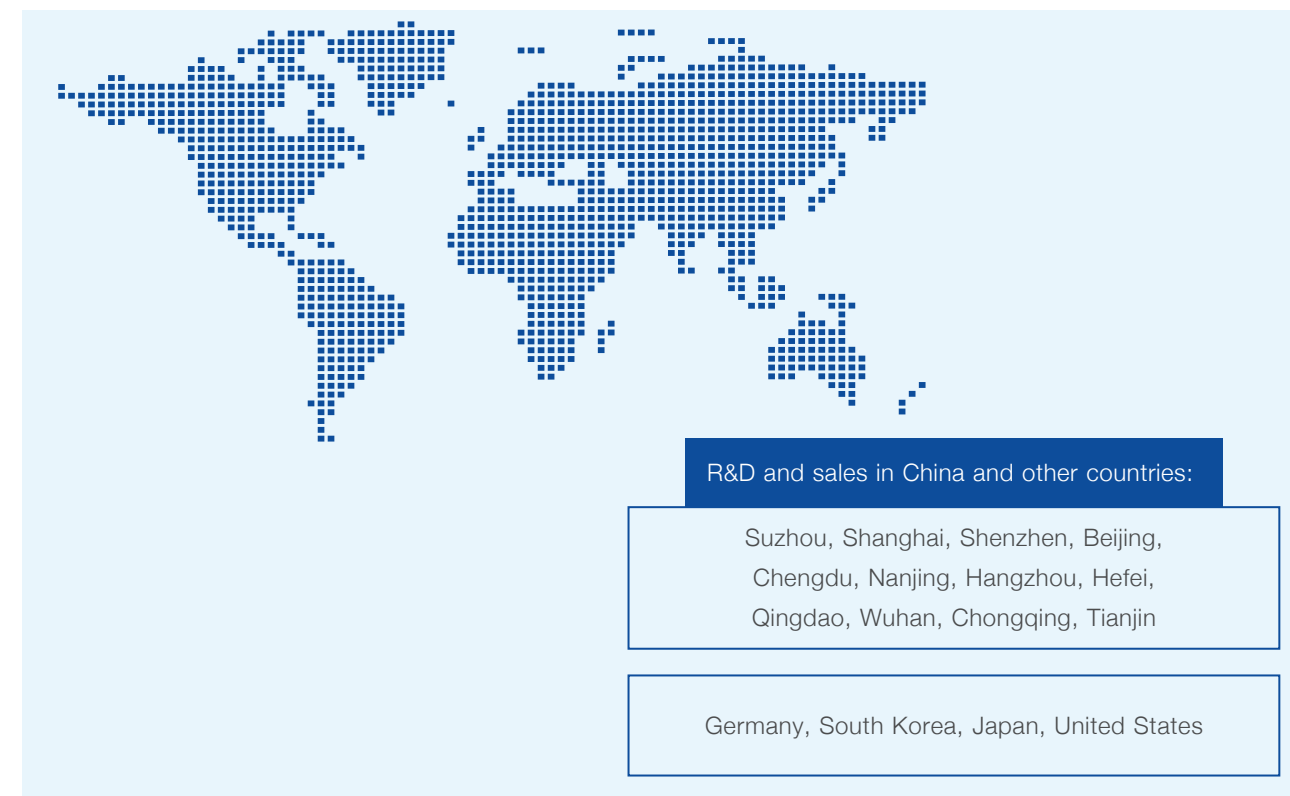 R&D and sales in China and other countries:
Suzhou, Shanghai, Shenzhen, Beijing,
Chengdu, Nanjing, Hangzhou, Hefei,
Qingdao, Wuhan, Chongqing, Tianjin
Germany, South Korea, Japan, United States